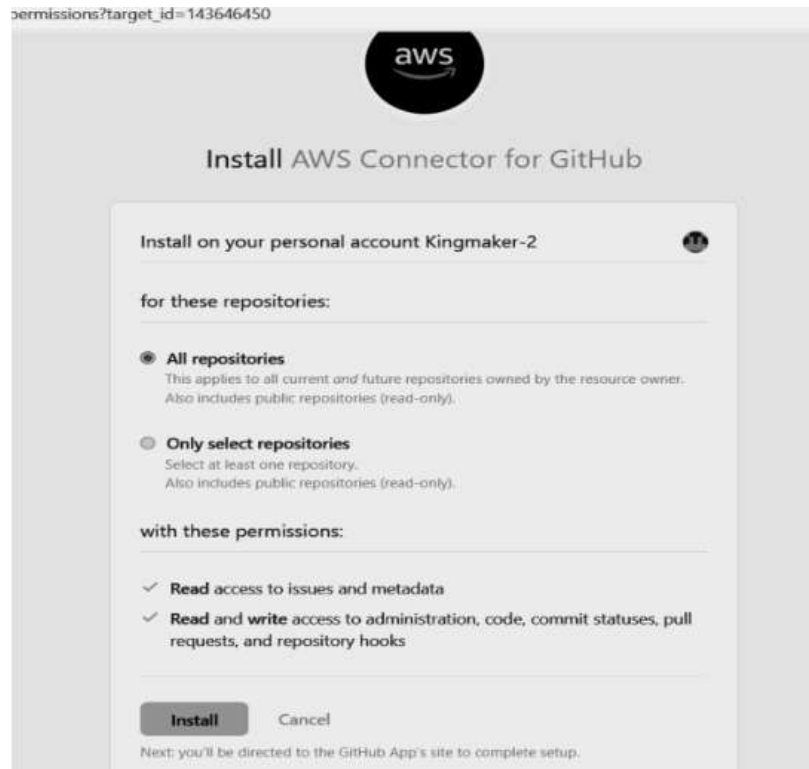 permissions?target_id=143646450
aws
Install AWS Connector for GitHub
Install on your personal account Kingmaker-2
for these repositories:
All repositories
This applies to all current and future repositories owned by the resource owner.
Also includes public repositories (read-only).
Only select repositories
Select at least one repository.
Also includes public repositories (read-only).
with these permissions:
Read access to issues and metadata
Read and write access to administration, code, commit statuses, pull
requests, and repository hooks
Install Cancel
Next: you'll be directed to the GitHub App's site to complete setup.